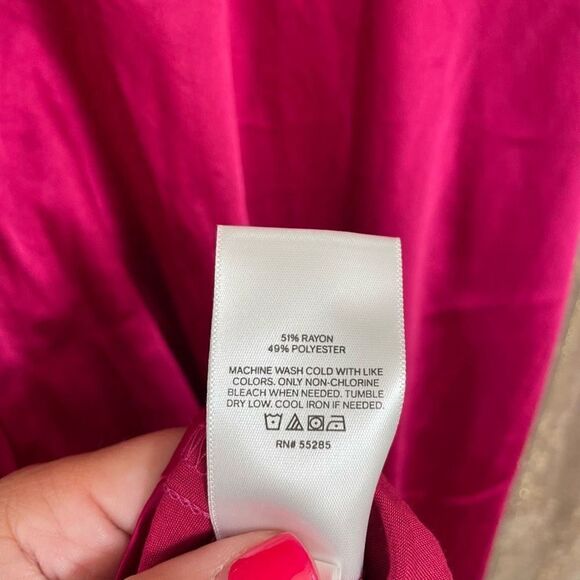 51% RAYON
49% POLYESTER
MACHINE WASH COLD WITH LIKE
COLORS. ONLY NON-CHLORINE
BLEACH WHEN NEEDED. TUMBLE
DRY LOW. COOL IRON IF NEEDED.
RN# 55285